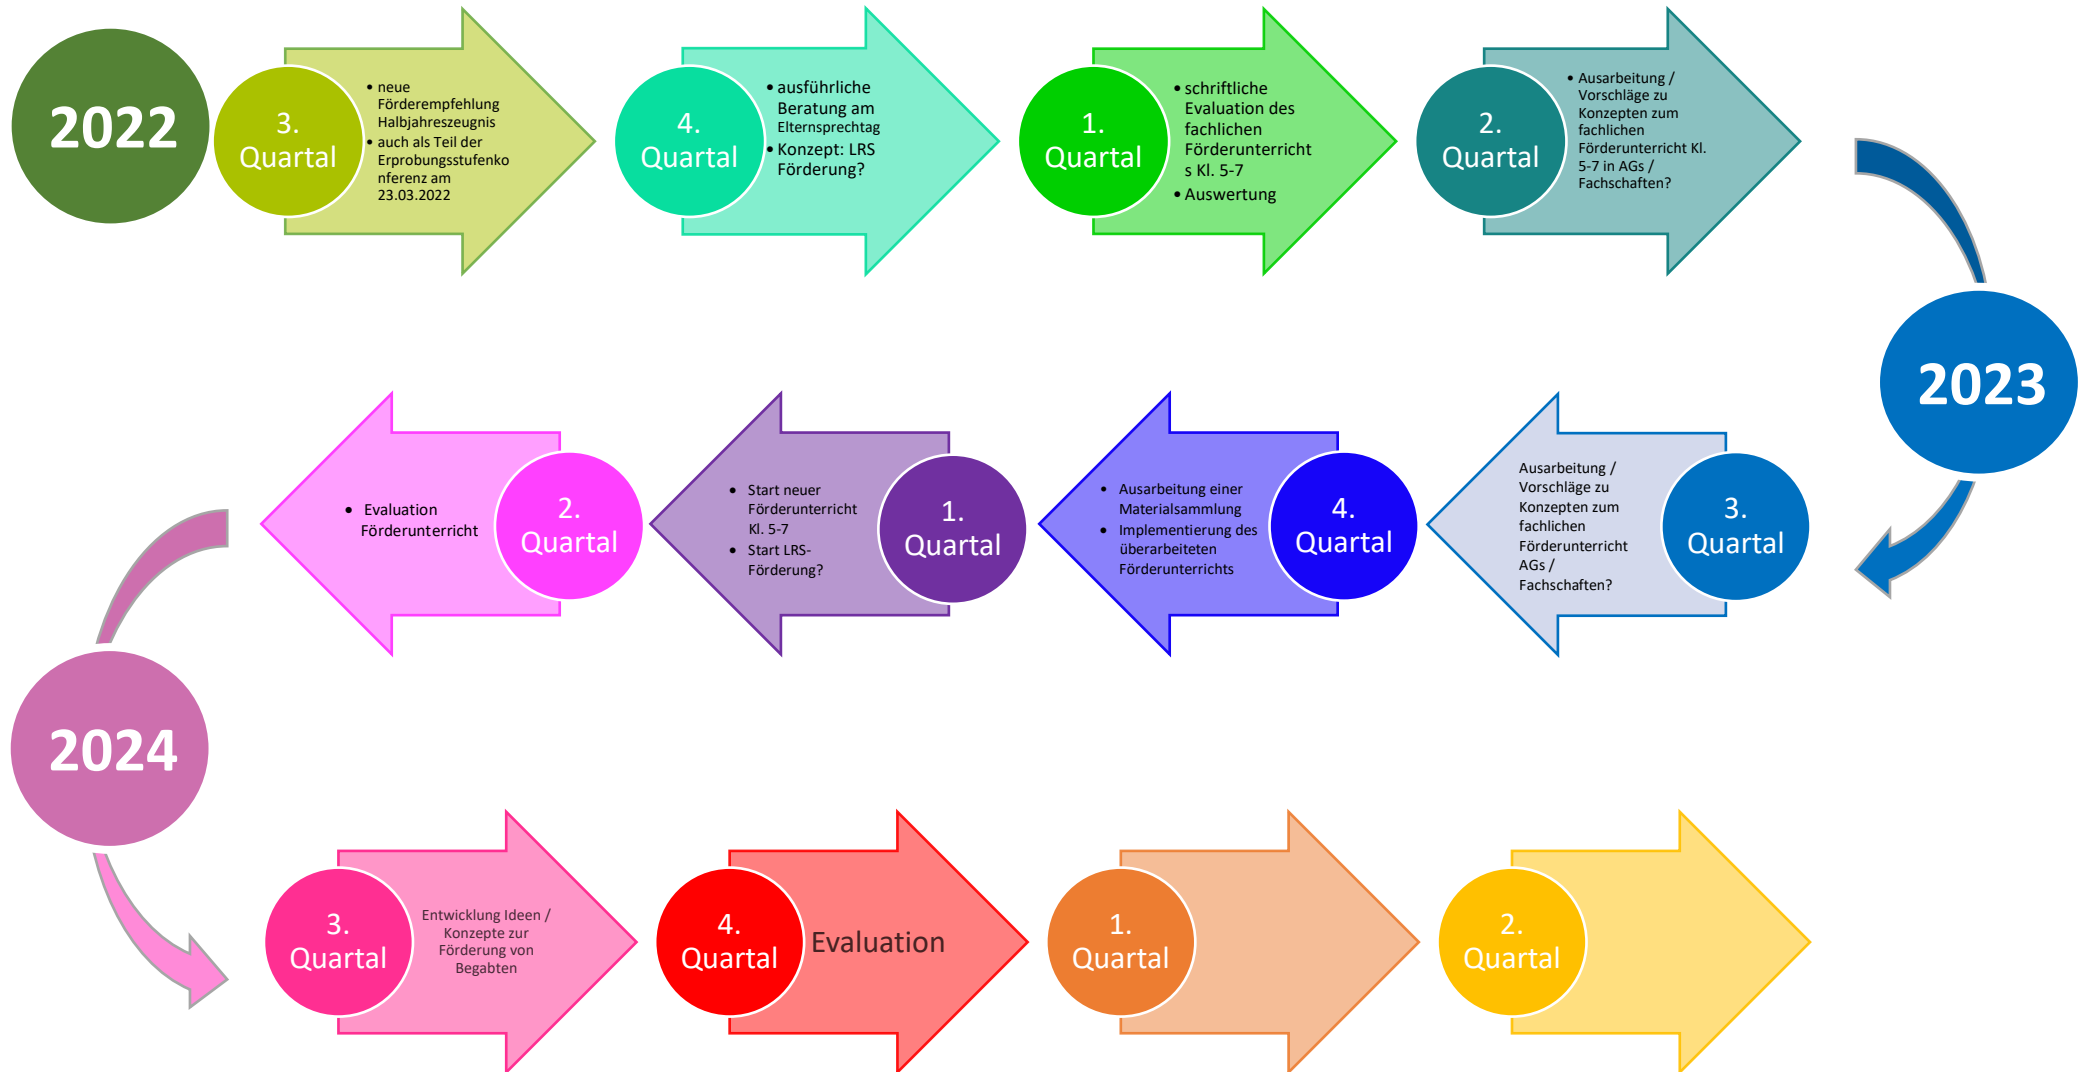 2022
3.
Quartal
• neue
Förderempfehlung
Halbjahreszeugnis
• auch als Teil der
Erprobungsstufenko
nferenz am
23.03.2022
4.
Quartal
• ausführliche
Beratung am
Elternsprechtag
• Konzept: LRS
Förderung?
1.
Quartal
• schriftliche
Evaluation des
fachlichen
Förderunterricht
s Kl. 5-7
• Auswertung
2.
Quartal
• Ausarbeitung /
Vorschläge zu
Konzepten zum
fachlichen
Förderunterricht Kl.
5-7 in AGs /
Fachschaften?
2023
3.
Quartal
Ausarbeitung /
Vorschläge zu
Konzepten zum
fachlichen
Förderunterricht
AGs /
Fachschaften?
4.
Quartal
• Ausarbeitung einer
Materialsammlung
• Implementierung des
überarbeiteten
Förderunterrichts
1.
Quartal
• Start neuer
Förderunterricht
Kl. 5-7
• Start LRS-
Förderung?
2.
Quartal
• Evaluation
Förderunterricht
2024
3.
Quartal
Entwicklung Ideen /
Konzepte zur
Förderung von
Begabten
4.
Quartal
Evaluation
1.
Quartal
2.
Quartal